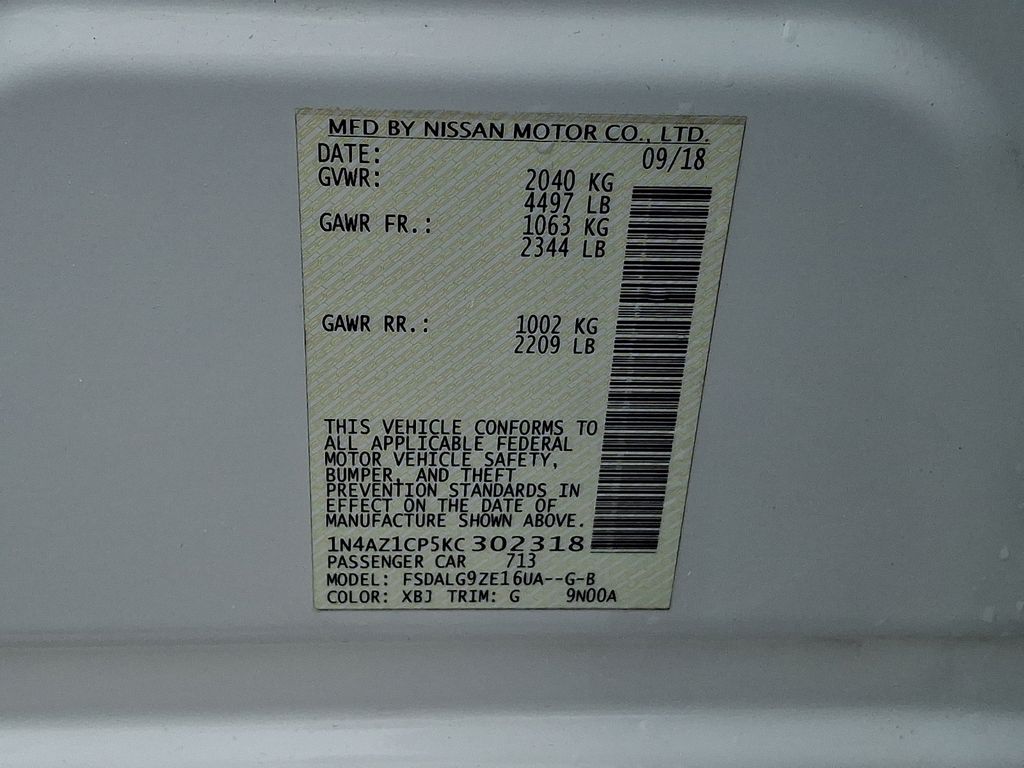 MFD BY NISSAN MOTOR CO., LTD.
DATE: 09/18
GVWR: 2040 KG
4497 LB
GAWR FR.: 1063 KG
2344 LB
GAWR RR.: 1002 KG
2209 LB
THIS VEHICLE CONFORMS TO
ALL APPLICABLE FEDERAL
MOTOR VEHICLE SAFETY,
BUMPER, AND THEFT
PREVENTION STANDARDS IN
EFFECT ON THE DATE OF
MANUFACTURE SHOWN ABOVE.
1N4AZ1CP5KC302318
PASSENGER CAR 713
MODEL: FSDALG9ZE16UA--G-B
COLOR: XBJ TRIM: G 9N00A